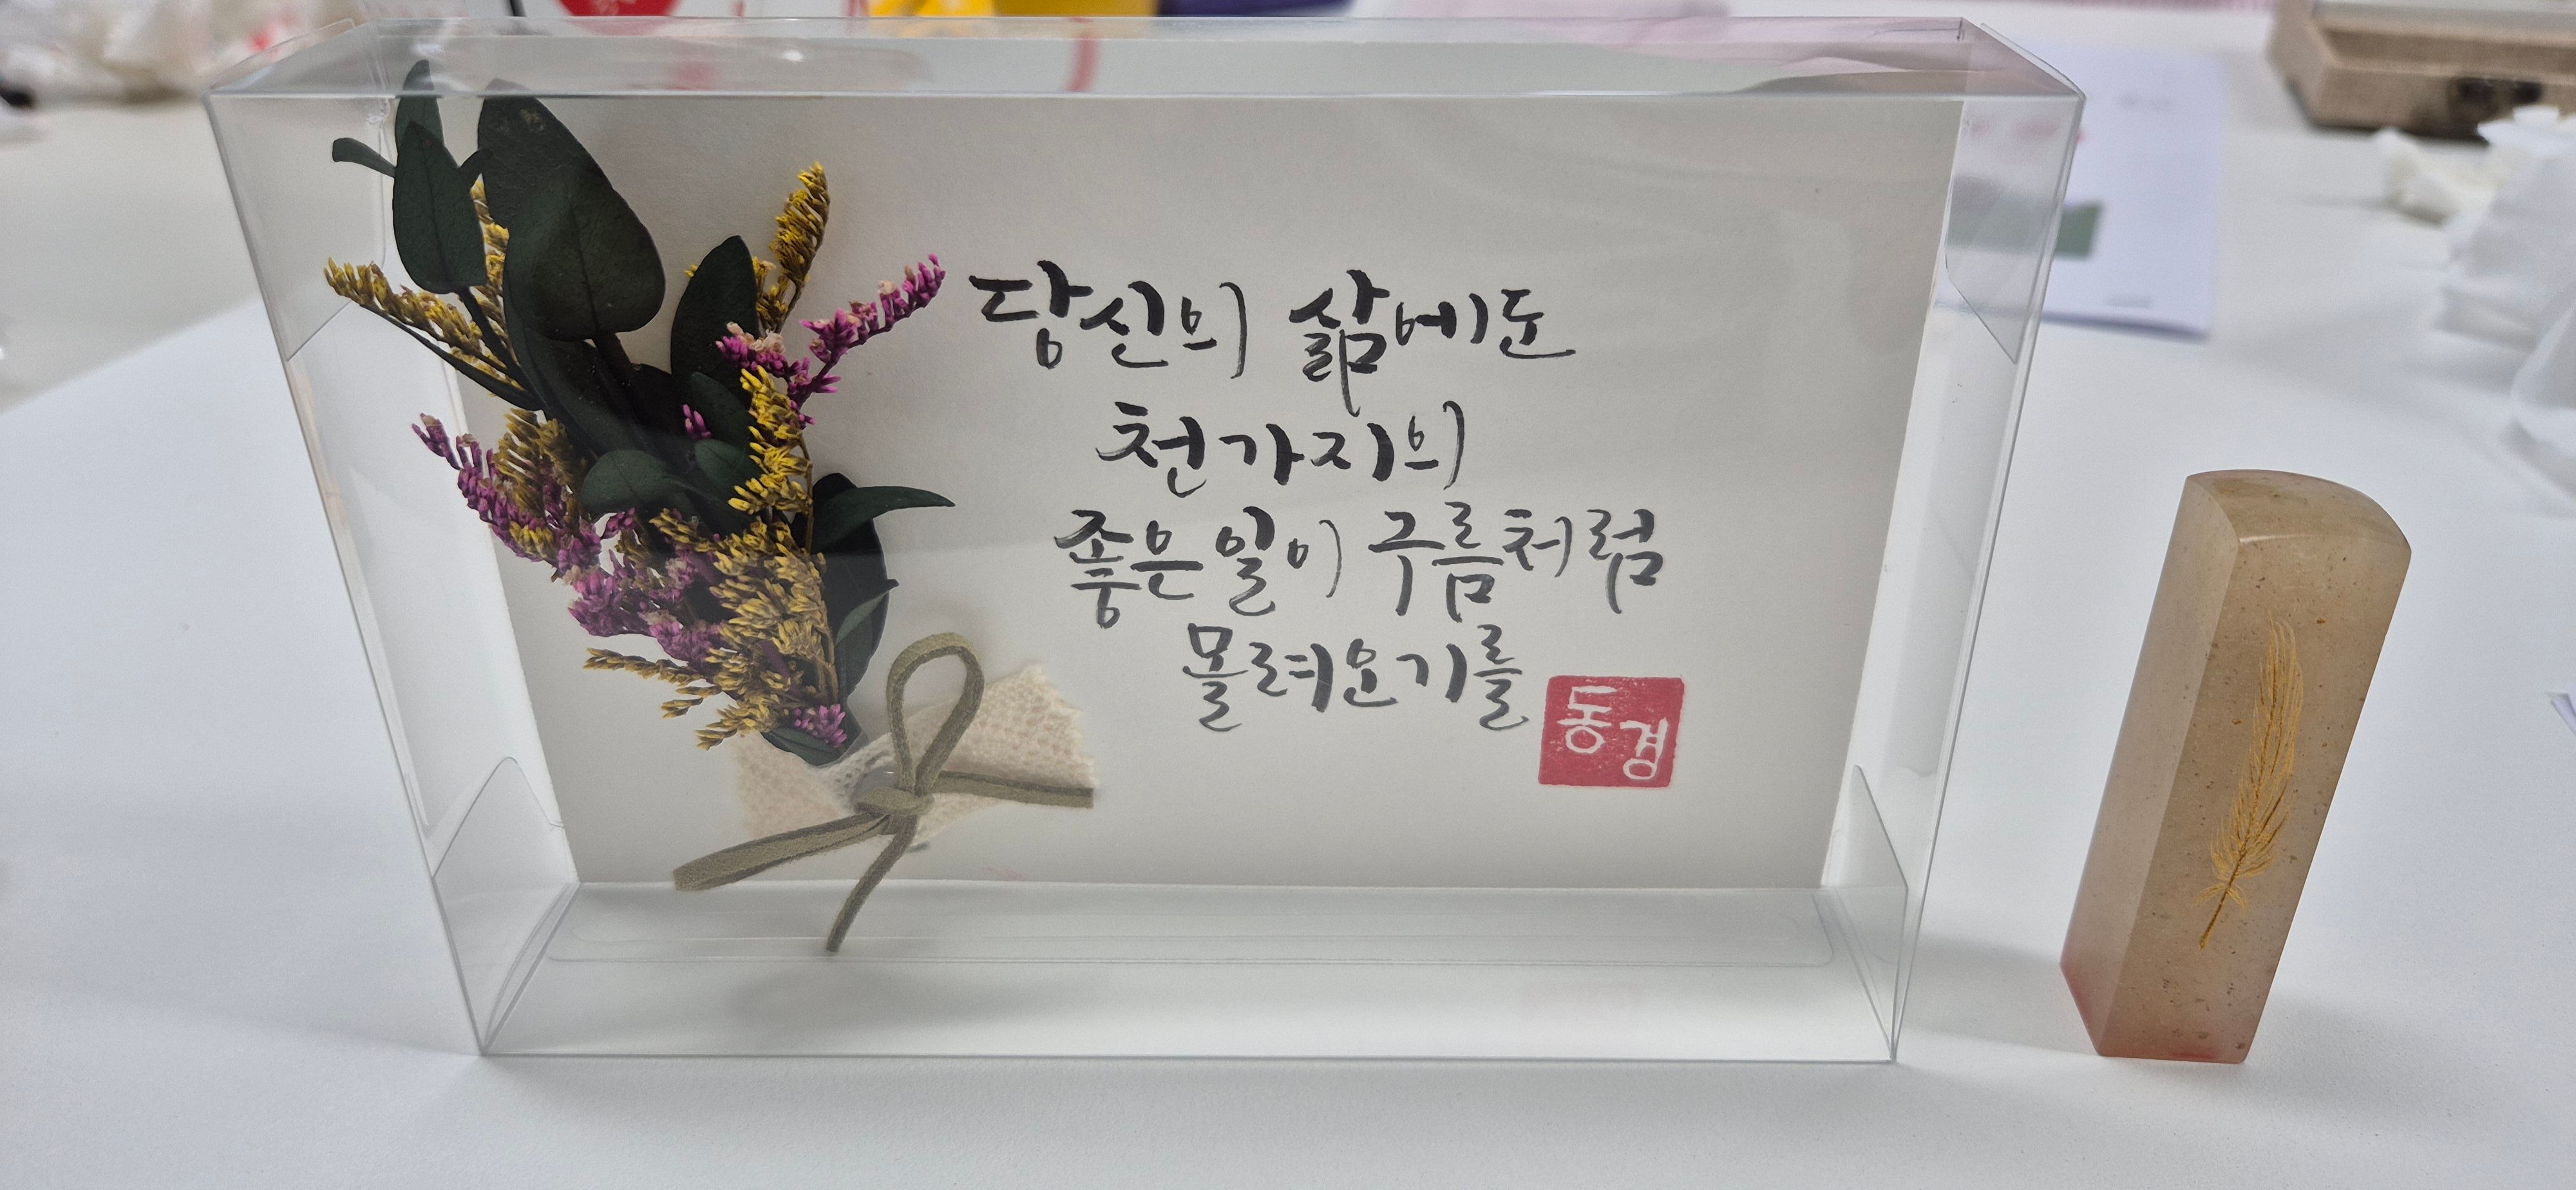 당신의 삶에도
천가지의
좋은일이 구름처럼
몰려오기를
동경